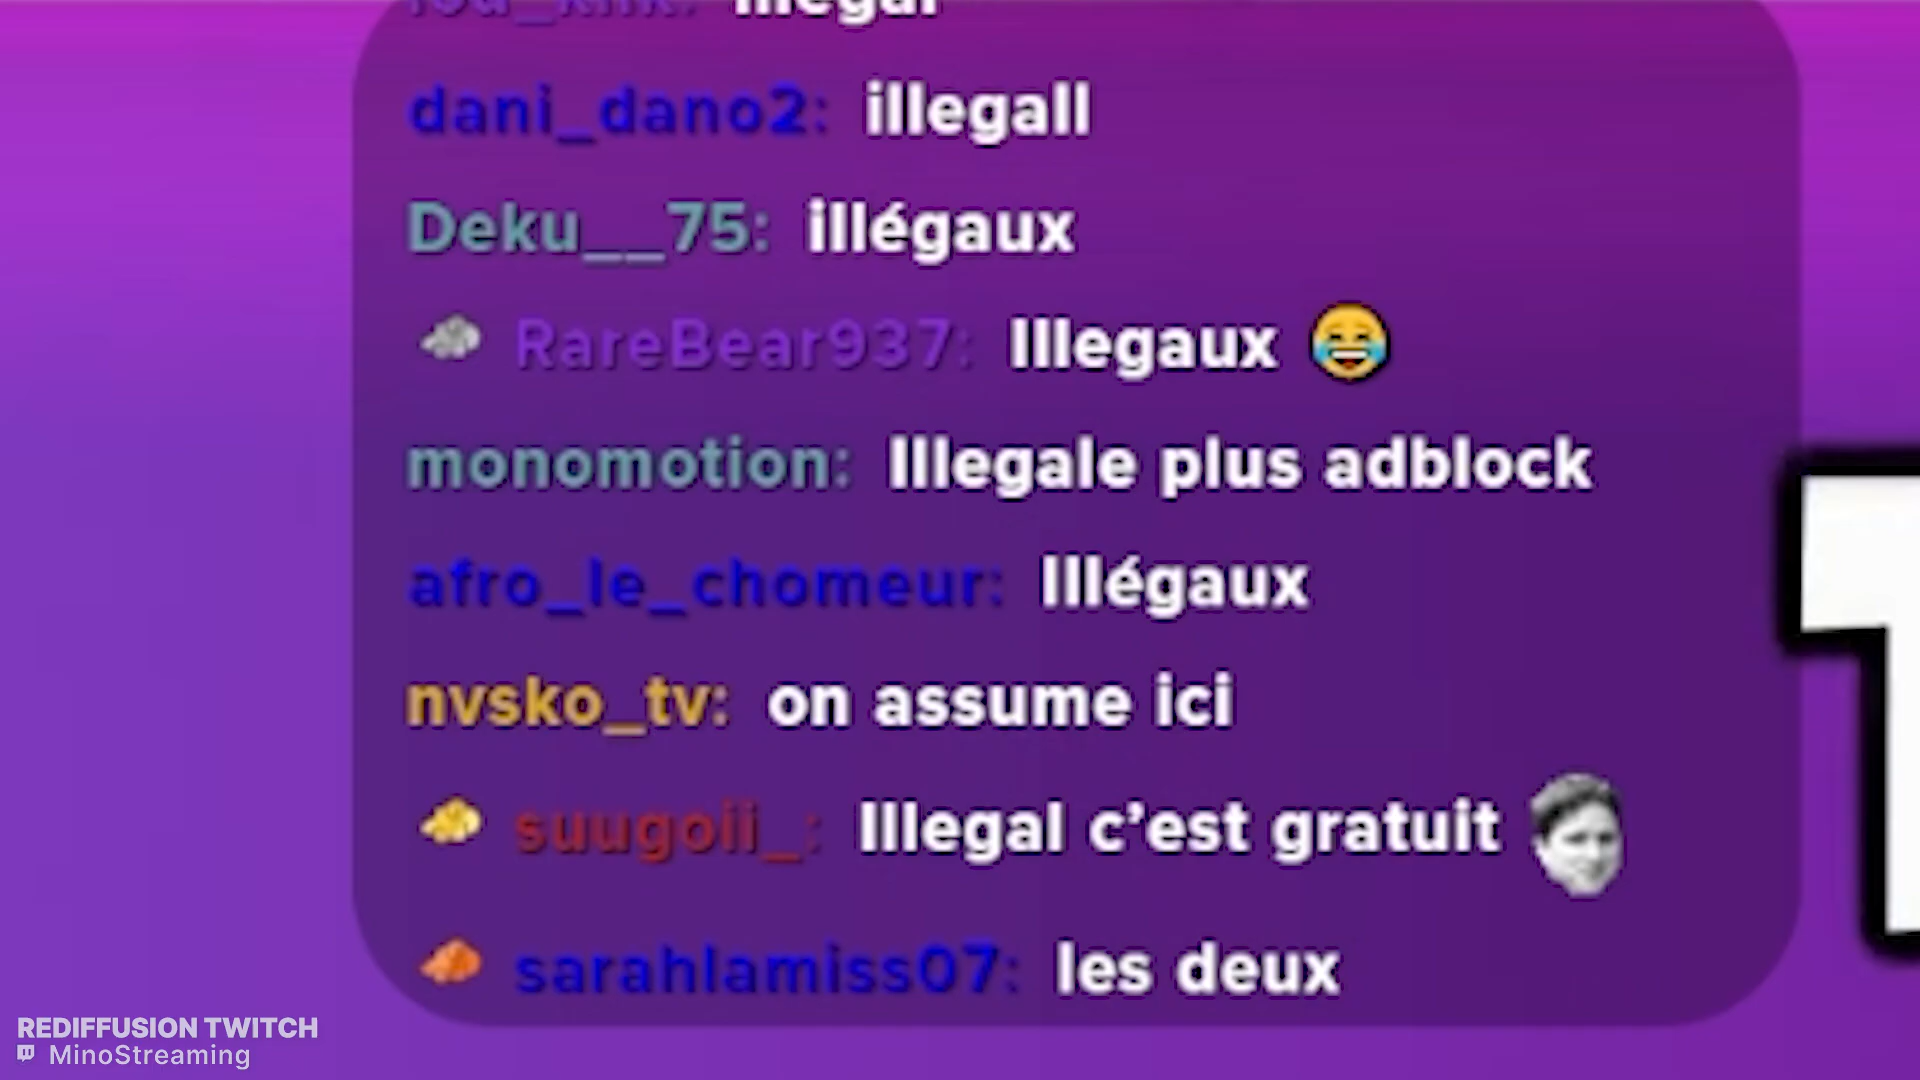 illegal
dani_dano2: illegall
Deku__75: illégaux
RareBear937: Illegaux
monomotion: Illegale plus adblock
afro_le_chomeur: Illégaux
nvsko_tv: on assume ici
suugoii_: Illegal c’est gratuit
sarahlamiss07: les deux
REDIFFUSION TWITCH
MinoStreaming